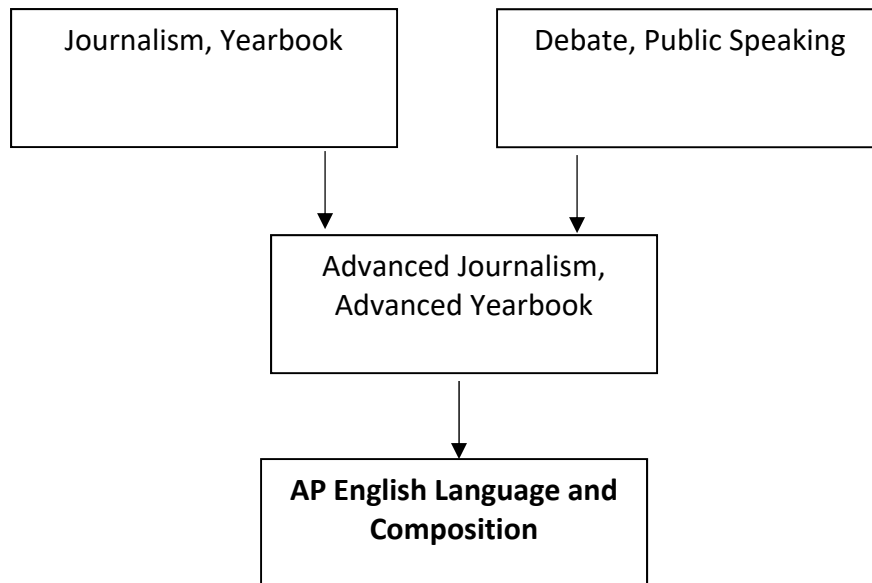 Journalism, Yearbook
Debate, Public Speaking
Advanced Journalism,
Advanced Yearbook
AP English Language and
Composition